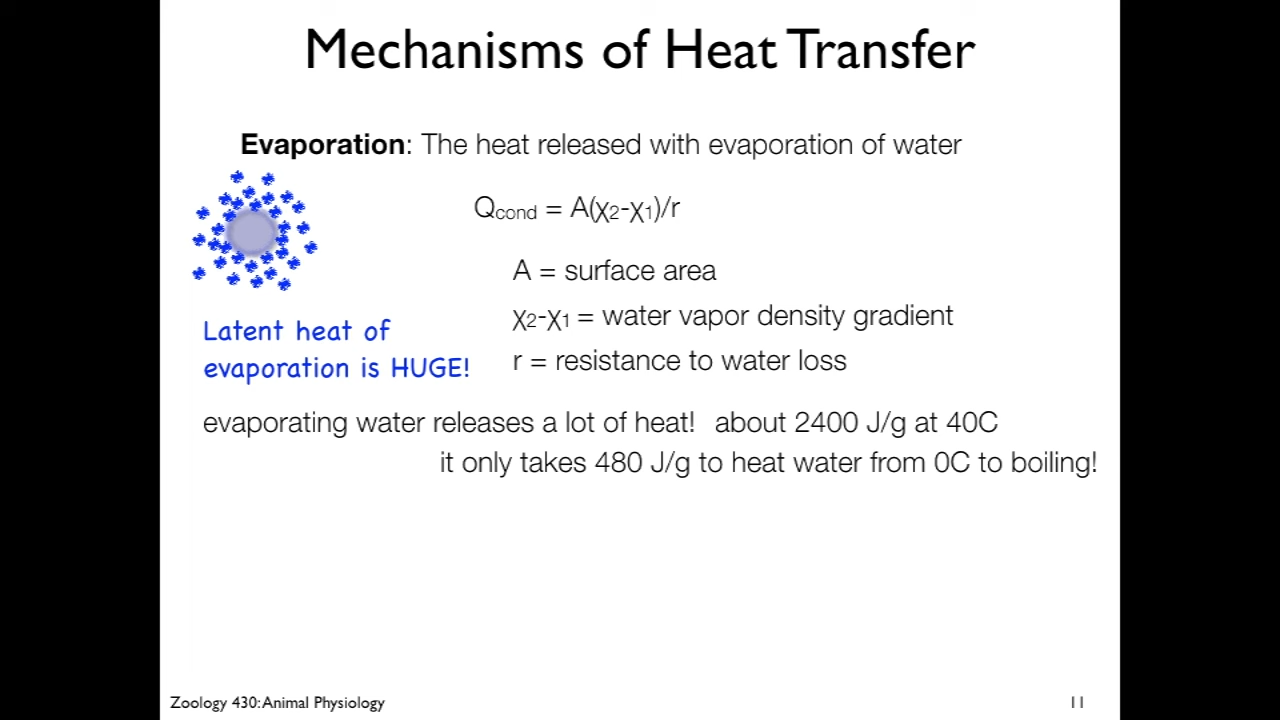 Mechanisms of Heat Transfer
Evaporation: The heat released with evaporation of water
Qcond = A(χ2-χ1)/r
A = surface area
χ2-χ1 = water vapor density gradient
r = resistance to water loss
Latent heat of
evaporation is HUGE!
evaporating water releases a lot of heat! about 2400 J/g at 40C
it only takes 480 J/g to heat water from 0C to boiling!
Zoology 430: Animal Physiology
11